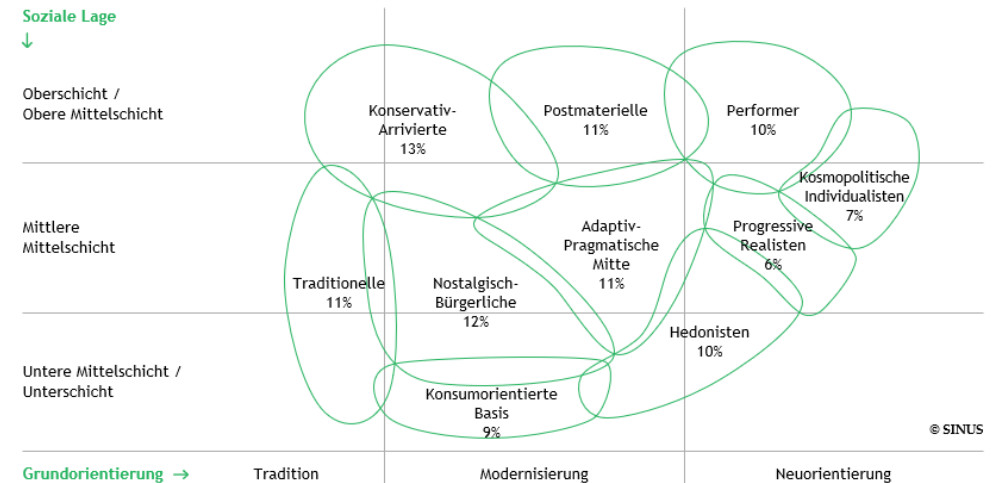 Soziale Lage
↓
Oberschicht /
Obere Mittelschicht
Konservativ-
Arrivierte
13%
Postmaterielle
11%
Performer
10%
Kosmopolitische
Individualisten
7%
Mittlere
Mittelschicht
Traditionelle
11%
Nostalgisch-
Bürgerliche
12%
Adaptiv-
Pragmatische
Mitte
11%
Progressive
Realisten
6%
Hedonisten
10%
Untere Mittelschicht /
Unterschicht
Konsumorientierte
Basis
9%
© SINUS
Grundorientierung → Tradition Modernisierung Neuorientierung